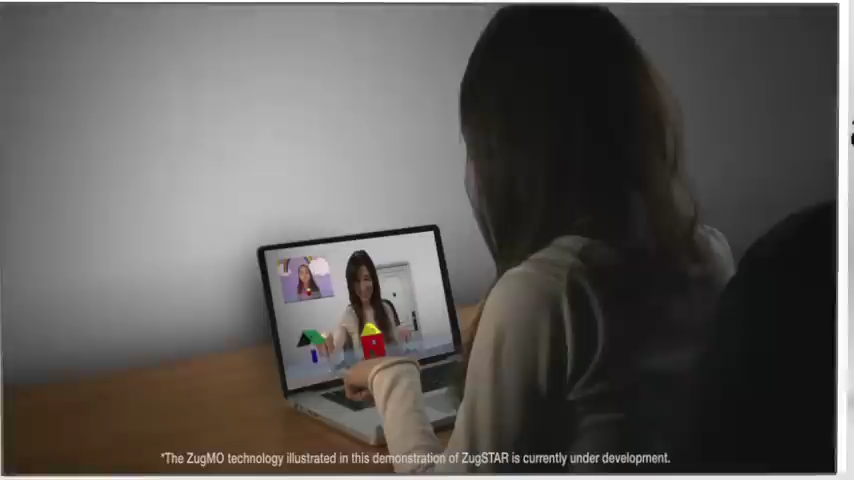 *The ZugMO technology illustrated in this demonstration of ZugSTAR is currently under development.